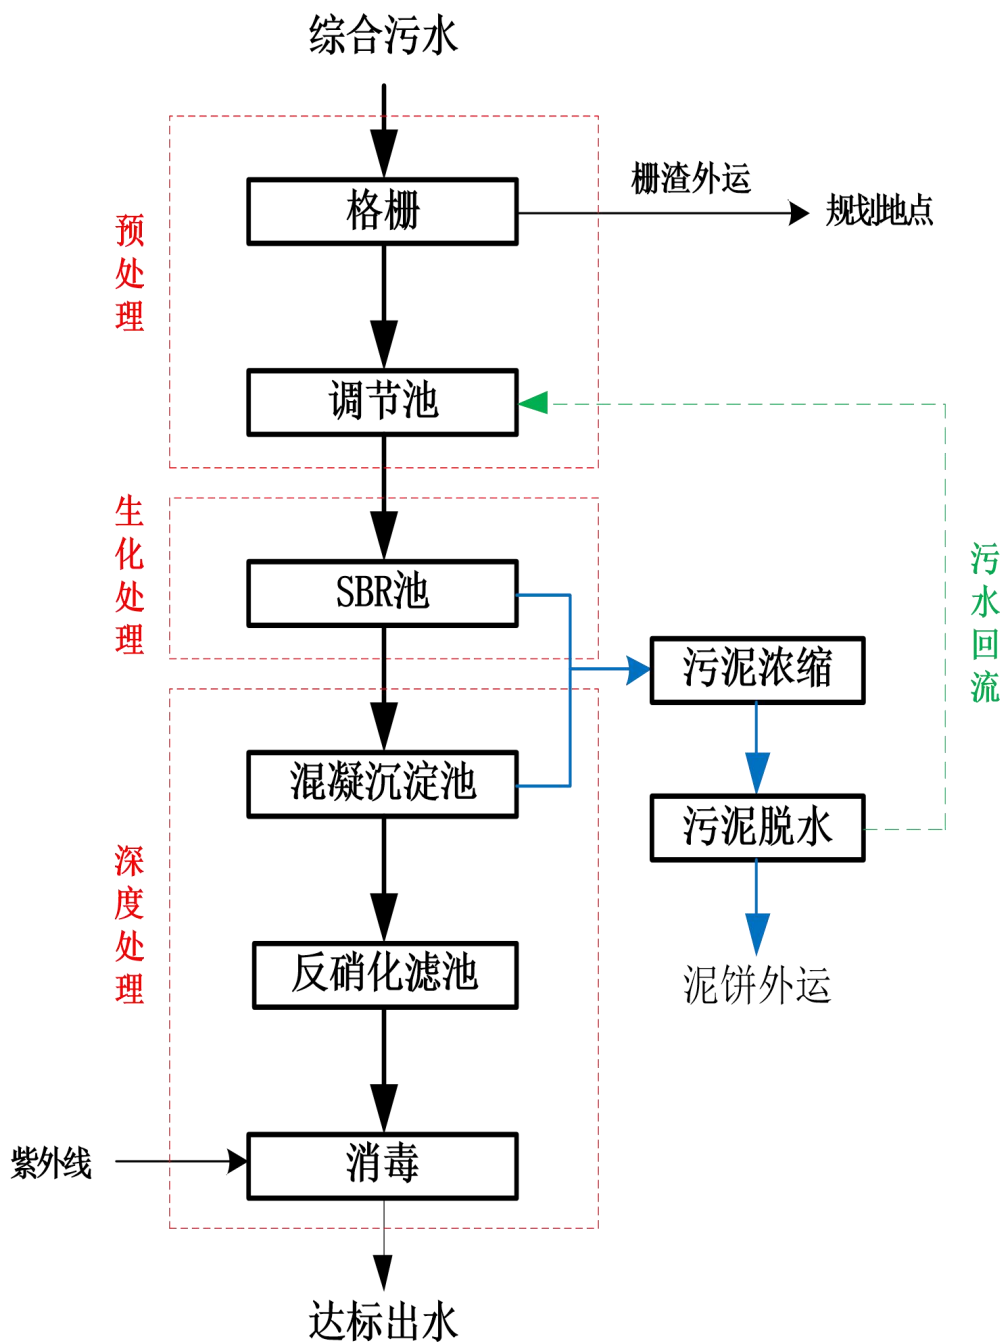 综合污水
格栅
栅渣外运
规划地点
预处理
调节池
生化处理
SBR池
污水回流
污泥浓缩
混凝沉淀池
污泥脱水
深度处理
反硝化滤池
泥饼外运
紫外线
消毒
达标出水